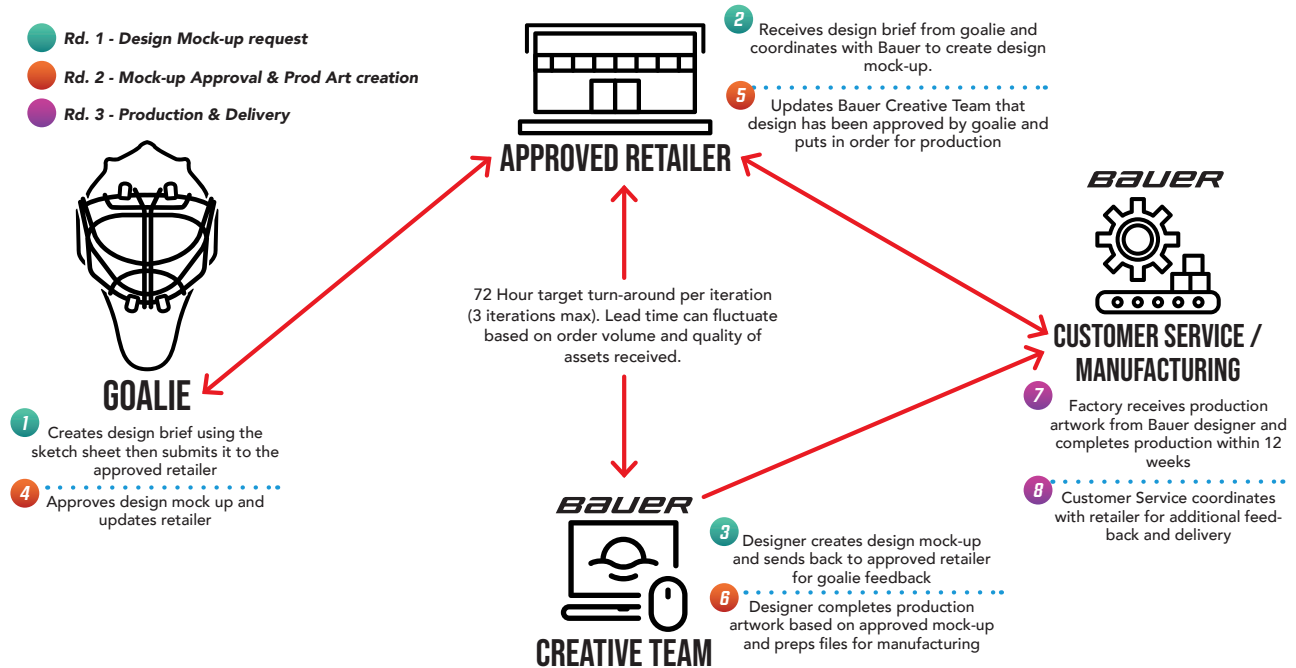 Rd. 1 - Design Mock-up request
Rd. 2 - Mock-up Approval & Prod Art creation
Rd. 3 - Production & Delivery
APPROVED RETAILER
2
Receives design brief from goalie and
coordinates with Bauer to create design
mock-up.
5
Updates Bauer Creative Team that
design has been approved by goalie and
puts in order for production
GOALIE
1
Creates design brief using the
sketch sheet then submits it to the
approved retailer
4
Approves design mock up and
updates retailer
72 Hour target turn-around per iteration
(3 iterations max). Lead time can fluctuate
based on order volume and quality of
assets received.
BAUER
CUSTOMER SERVICE /
MANUFACTURING
7
Factory receives production
artwork from Bauer designer and
completes production within 12
weeks
8
Customer Service coordinates
with retailer for additional feed-
back and delivery
BAUER
CREATIVE TEAM
3
Designer creates design mock-up
and sends back to approved retailer
for goalie feedback
6
Designer completes production
artwork based on approved mock-up
and preps files for manufacturing